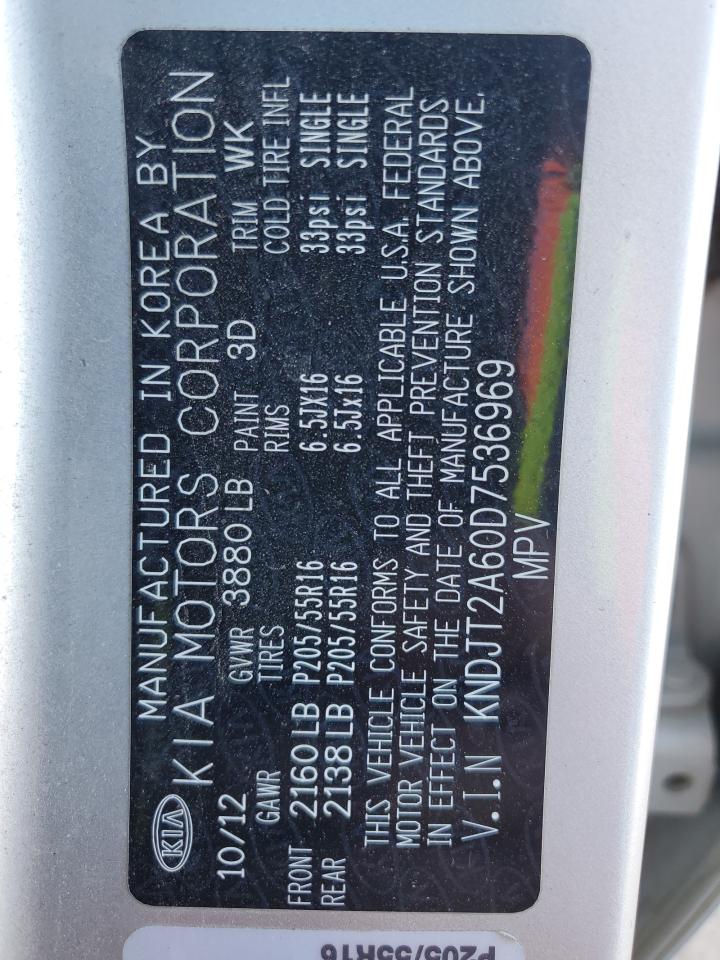 MANUFACTURED IN KOREA BY
KIA KIA MOTORS CORPORATION
10/12 GVWR 3880 LB PAINT 3D TRIM WK
GAWR TIRES RIMS COLD TIRE INFL
FRONT 2160 LB P205/55R16 6.5JX16 33psi SINGLE
REAR 2138 LB P205/55R16 6.5Jx16 33psi SINGLE
THIS VEHICLE CONFORMS TO ALL APPLICABLE U.S.A. FEDERAL
MOTOR VEHICLE SAFETY AND THEFT PREVENTION STANDARDS
IN EFFECT ON THE DATE OF MANUFACTURE SHOWN ABOVE.
V.I.N KNDJT2A60D7536969
MPV
P205/55R16